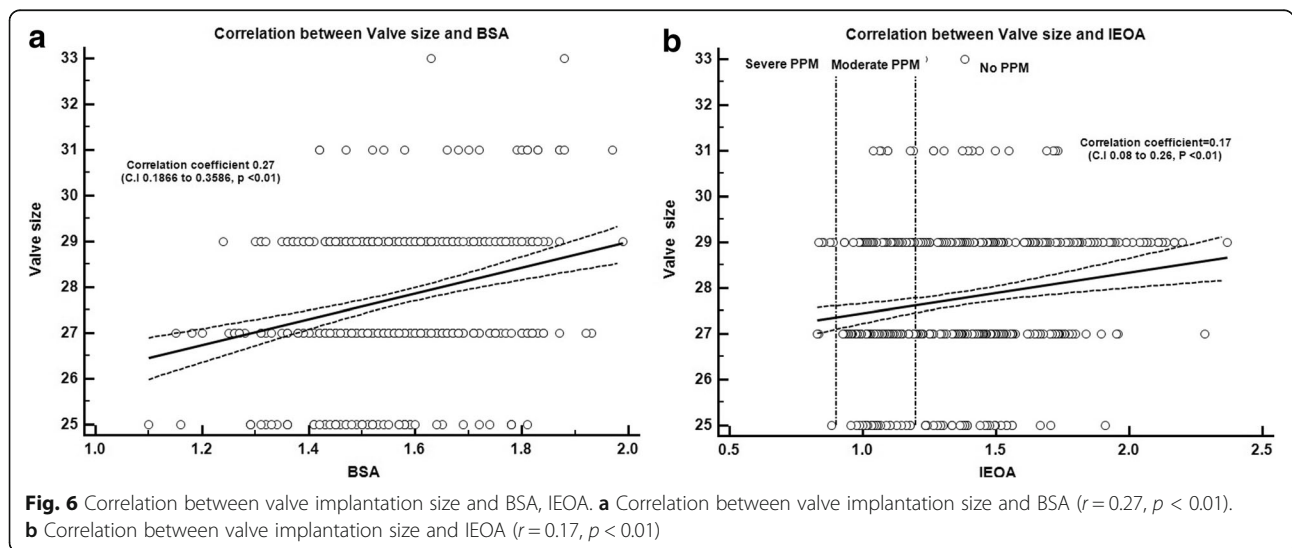 a
Correlation between Valve size and BSA
33
32
31
30
29
28
27
26
25
Valve size
Correlation coefficient 0.27
(C.I 0.1866 to 0.3586, p <0.01)
1.0 1.2 1.4 1.6 1.8 2.0
BSA
b
Correlation between Valve size and IEOA
Severe PPM Moderate PPM No PPM
33
32
31
30
29
28
27
26
25
Valve size
Correlation coefficient=0.17
(C.I 0.08 to 0.26, P <0.01)
0.5 1.0 1.5 2.0 2.5
IEOA
Fig. 6 Correlation between valve implantation size and BSA, IEOA. a Correlation between valve implantation size and BSA (r = 0.27, p < 0.01).
b Correlation between valve implantation size and IEOA (r = 0.17, p < 0.01)